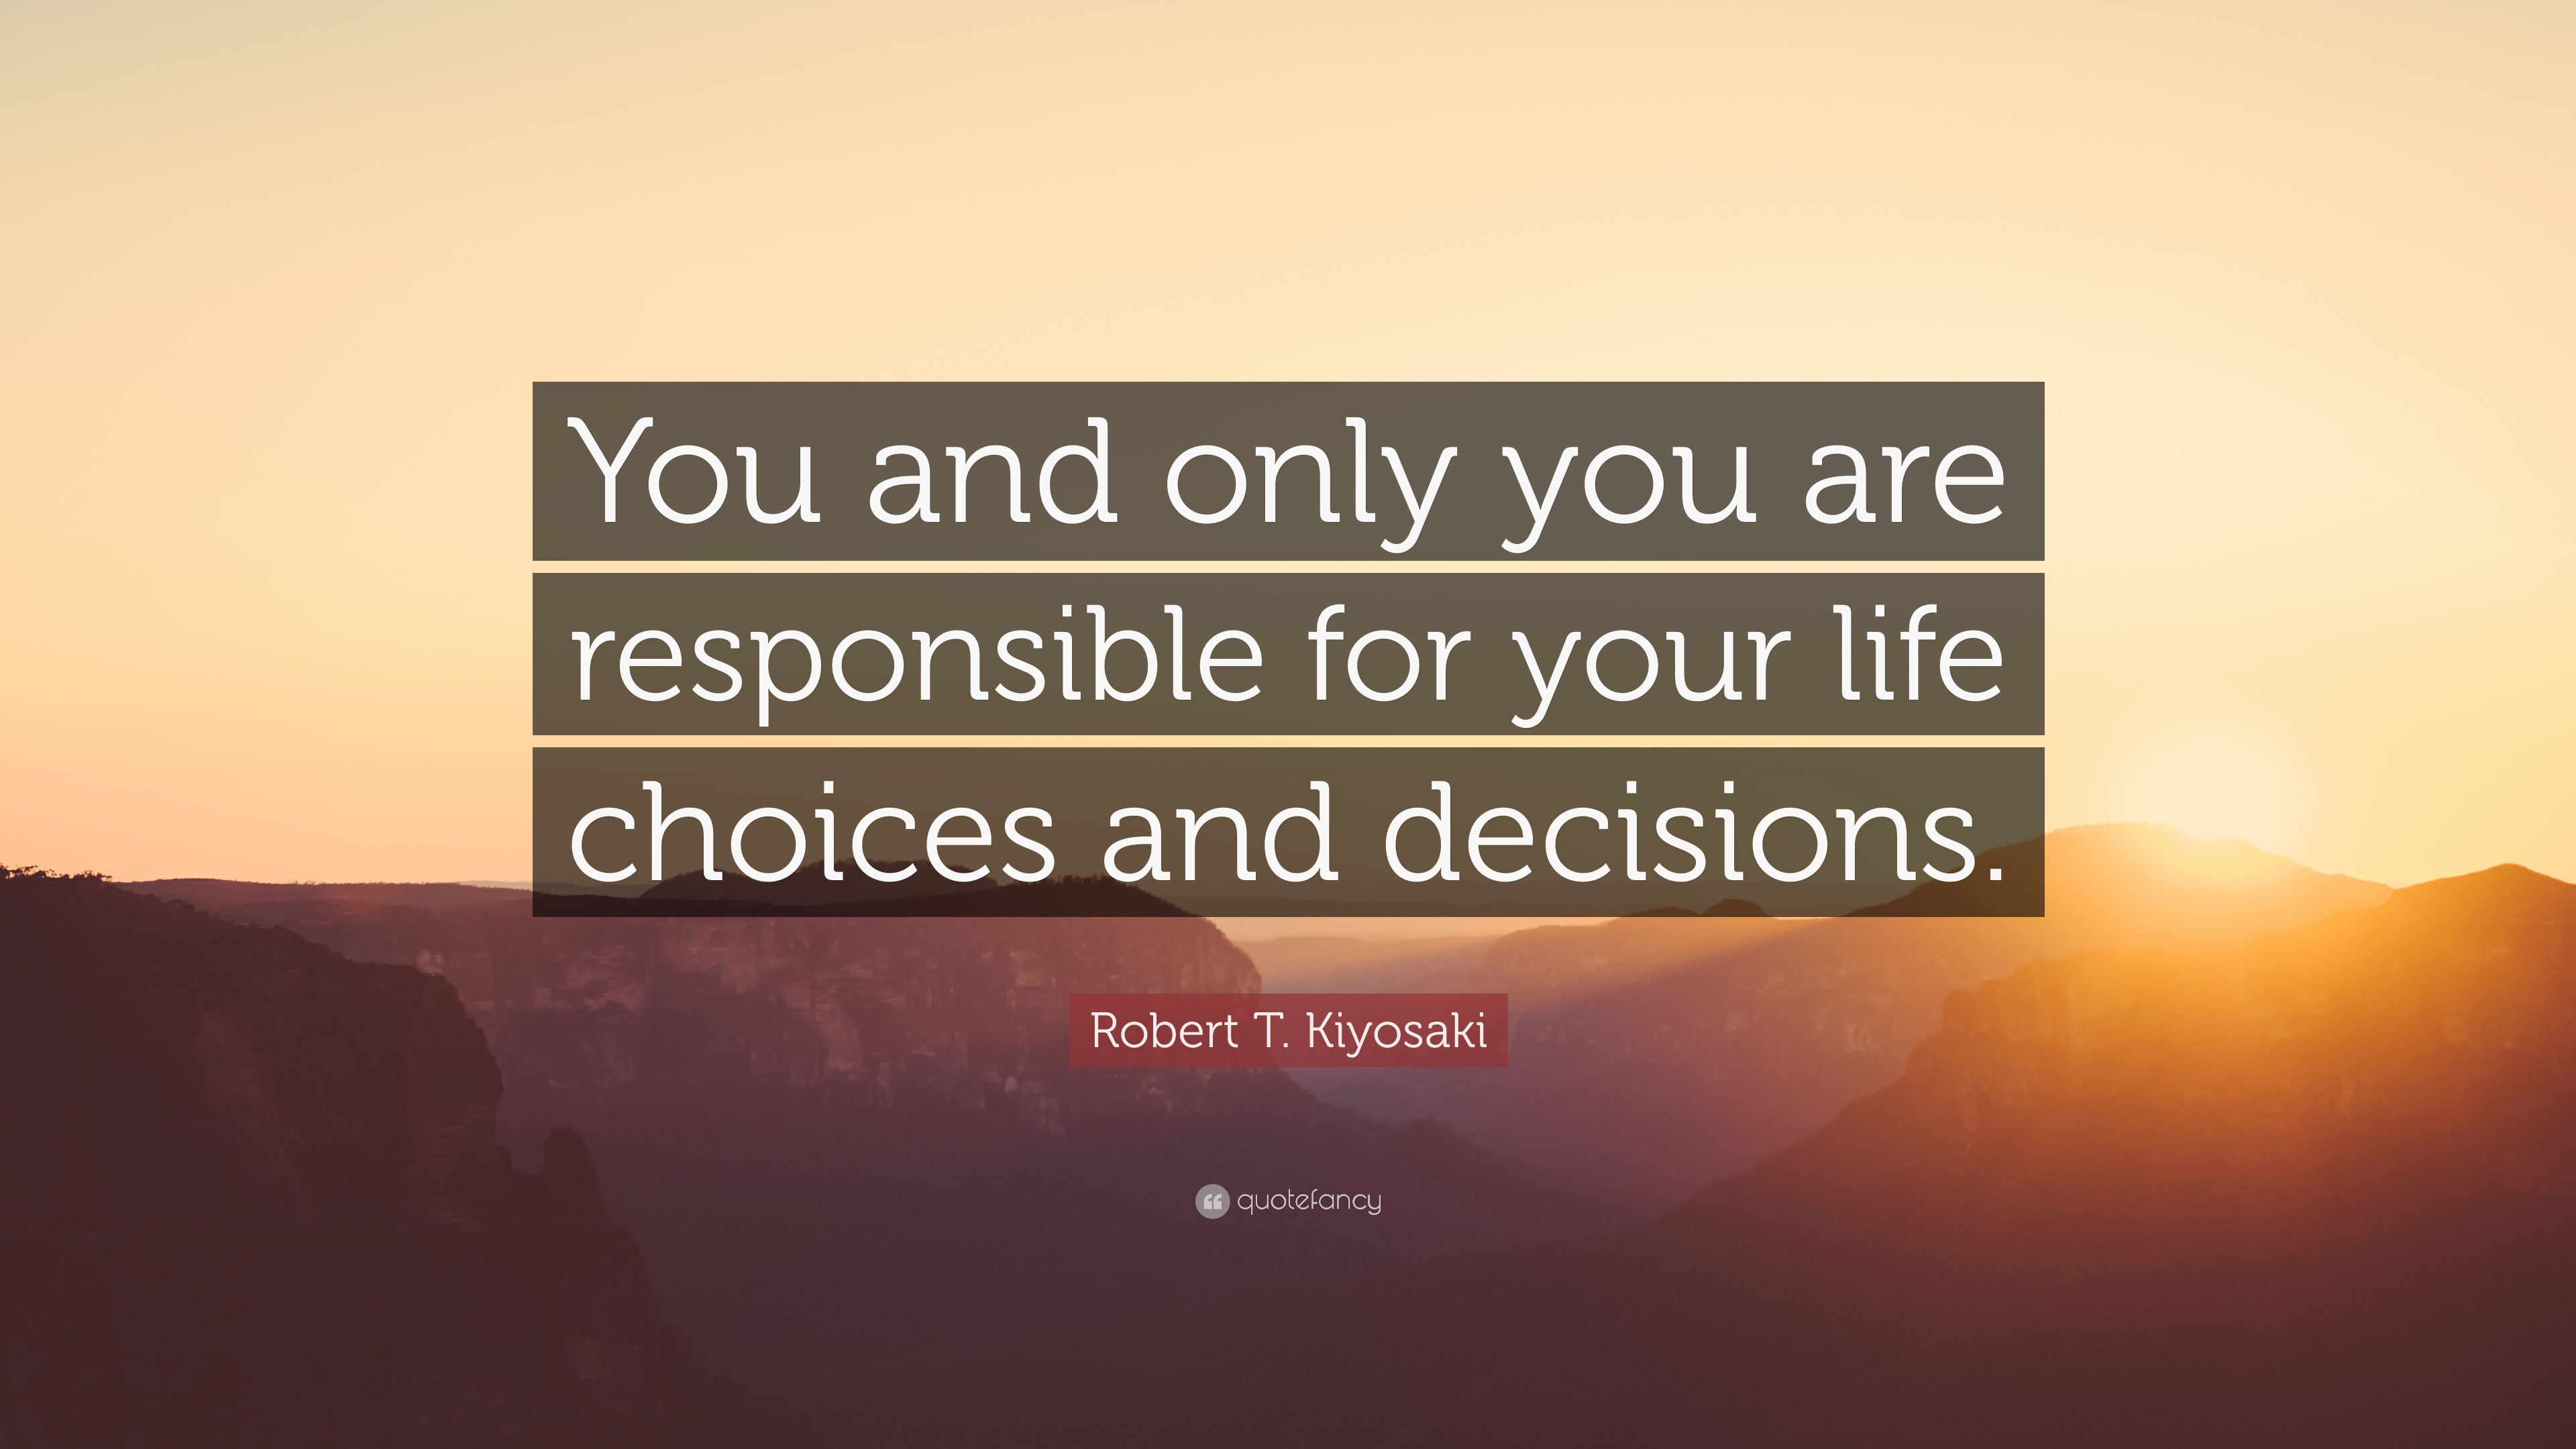 You and only you are
responsible for your life
choices and decisions.
Robert T. Kiyosaki
quotefancy